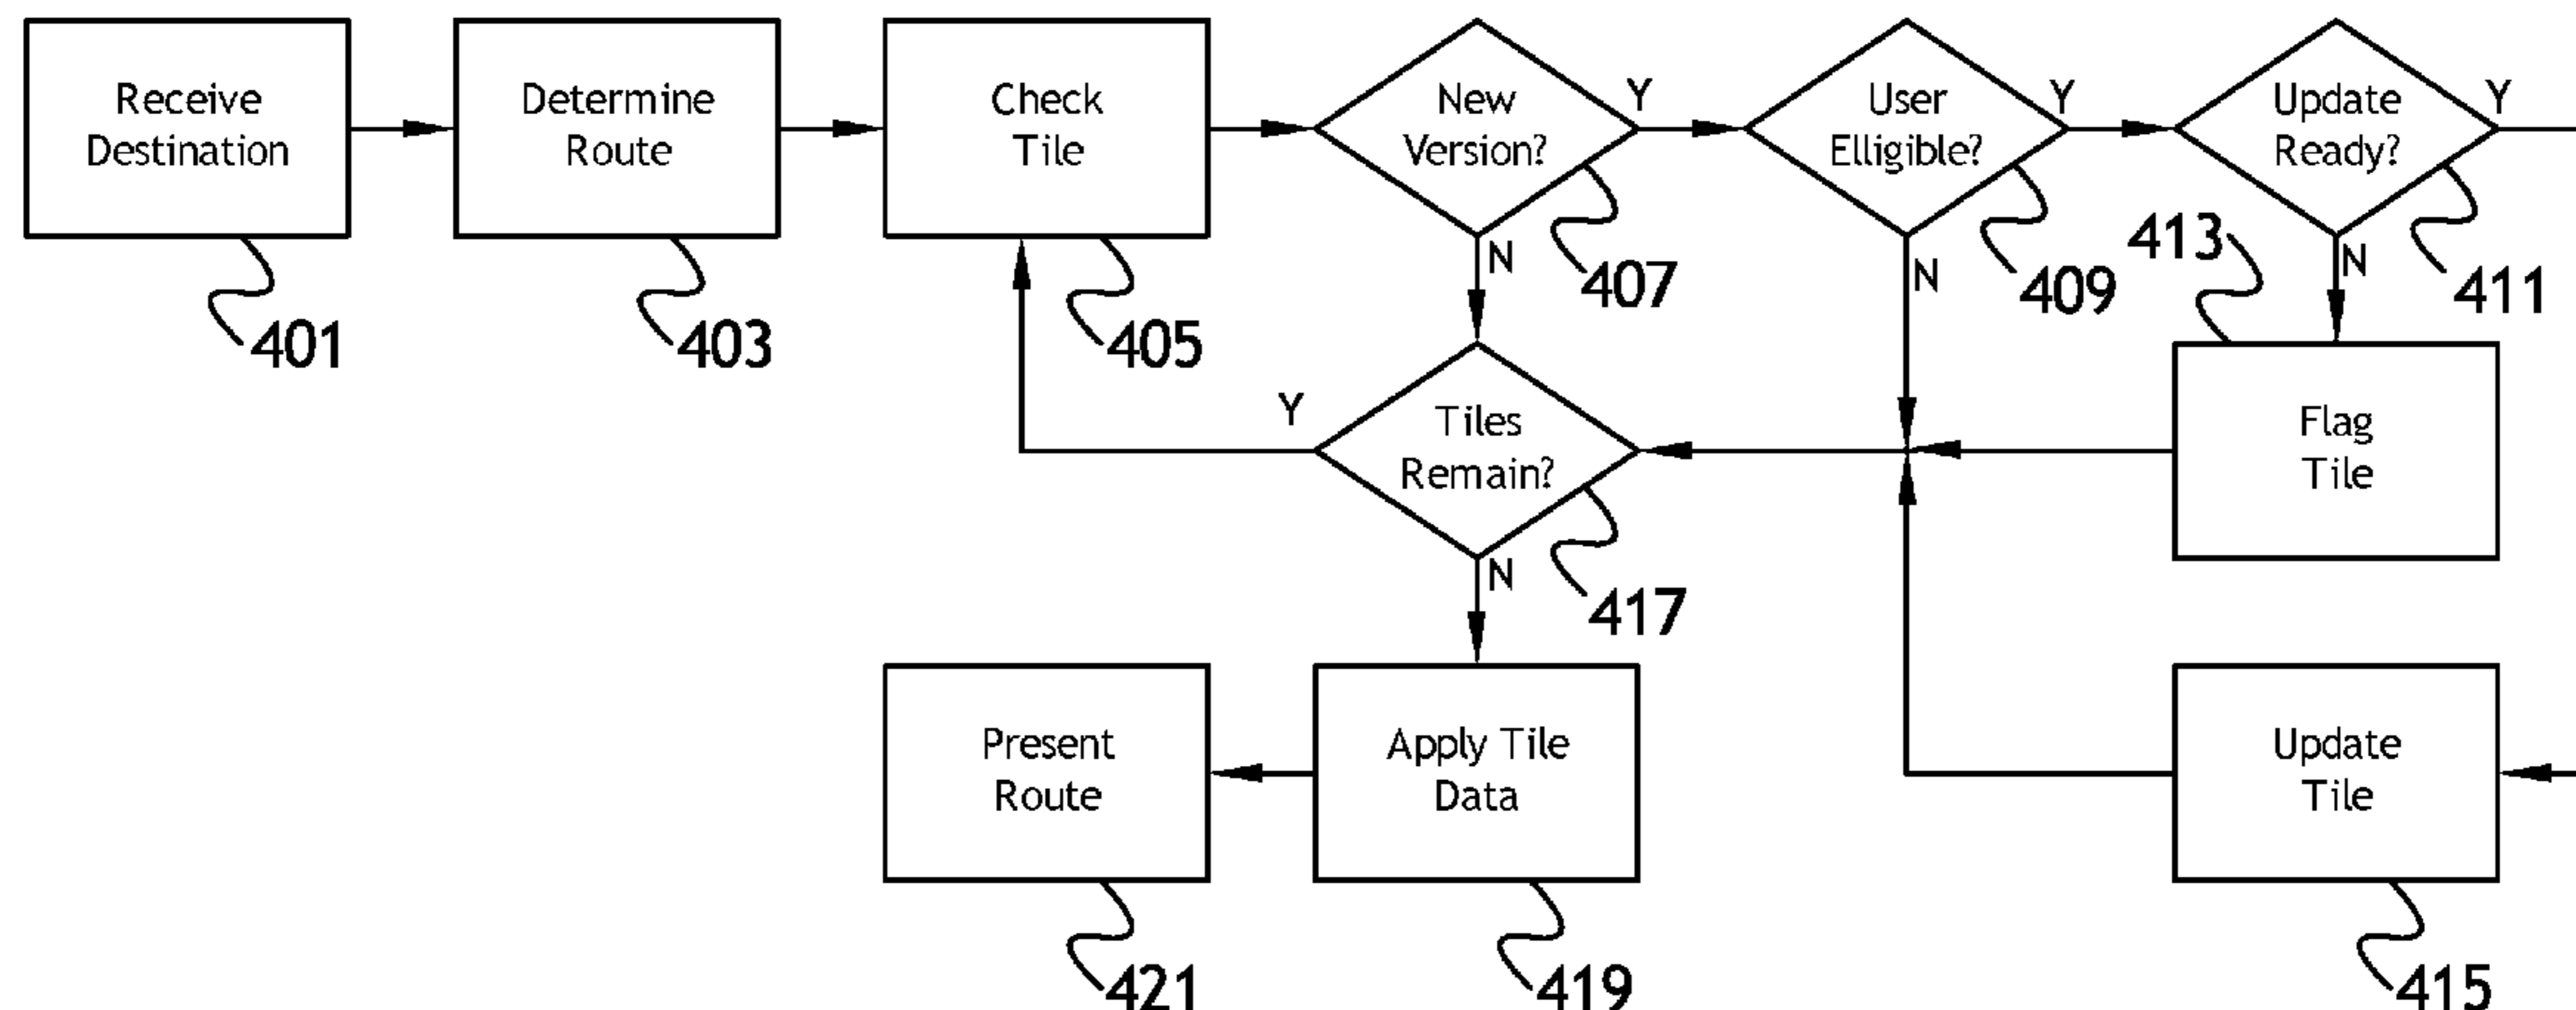 Receive
Destination
401
Determine
Route
403
Check
Tile
405
New
Version?
Y
N
407
User
Elligible?
Y
N
409
Update
Ready?
Y
N
411
413
Flag
Tile
Tiles
Remain?
Y
N
417
Present
Route
421
Apply Tile
Data
419
Update
Tile
415